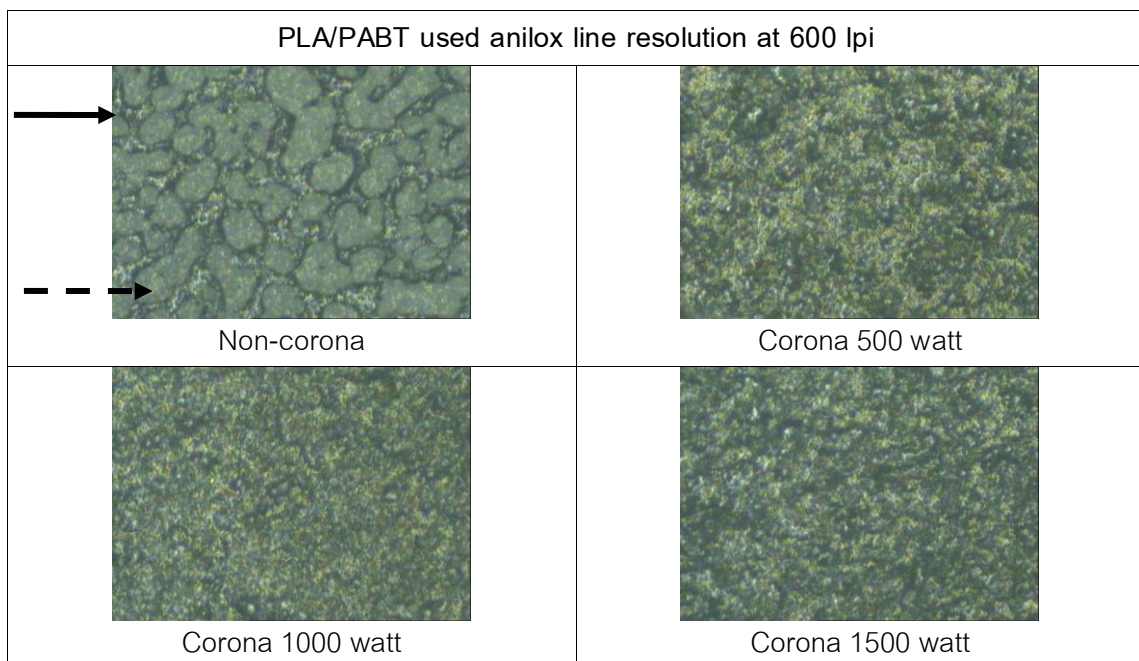 PLA/PABT used anilox line resolution at 600 lpi
Non-corona
Corona 500 watt
Corona 1000 watt
Corona 1500 watt